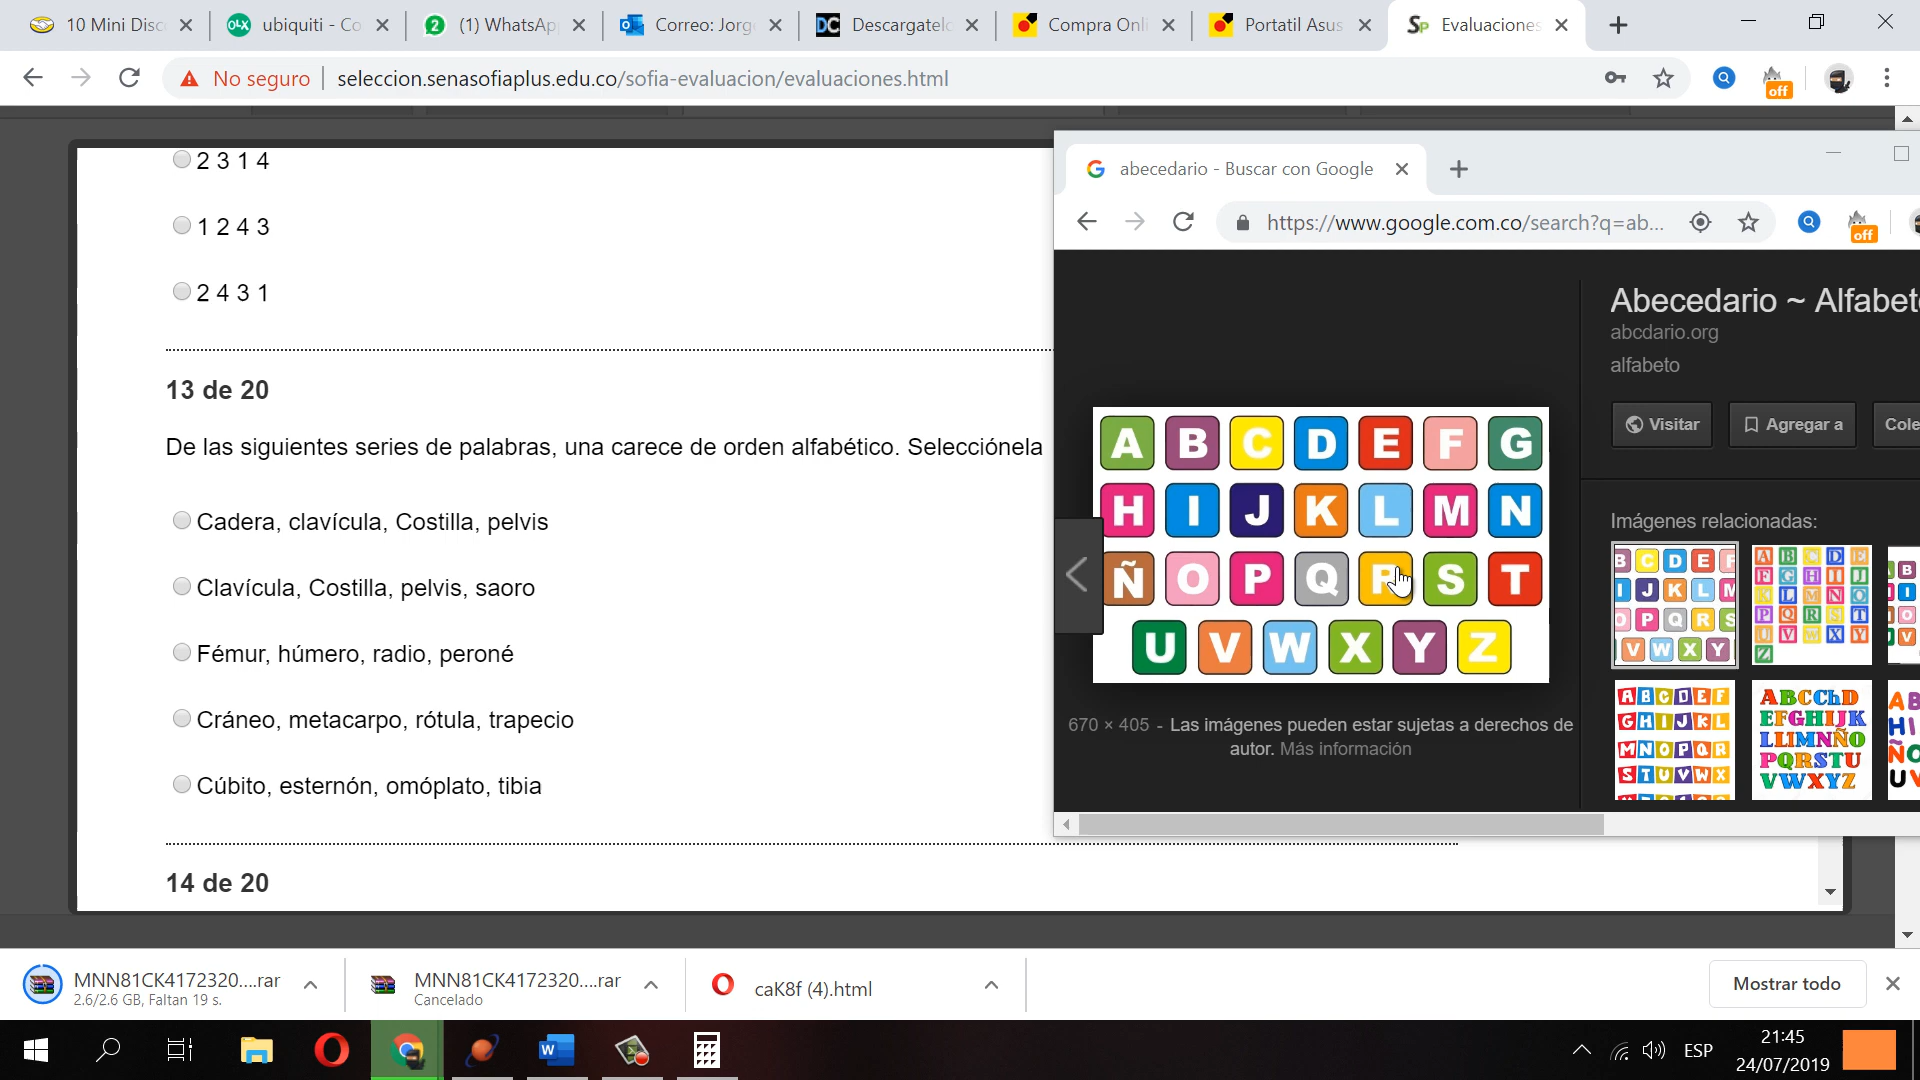 10 Mini Disc
ubiquiti - Co
(1) WhatsAp
Correo: Jorg
Descargatelo
Compra Onli
Portatil Asus
Evaluaciones
No seguro
seleccion.senasofiaplus.edu.co/sofia-evaluacion/evaluaciones.html
off
2 3 1 4
1 2 4 3
2 4 3 1
13 de 20
De las siguientes series de palabras, una carece de orden alfabético. Selecciónela
Cadera, clavícula, Costilla, pelvis
Clavícula, Costilla, pelvis, saoro
Fémur, húmero, radio, peroné
Cráneo, metacarpo, rótula, trapecio
Cúbito, esternón, omóplato, tibia
14 de 20
abecedario - Buscar con Google
https://www.google.com.co/search?q=ab...
off
Abecedario ~ Alfabet
abcdario.org
alfabeto
Visitar
Agregar a
Cole
A B C D E F G
H I J K L M N
Ñ O P Q R S T
U V W X Y Z
670 × 405 - Las imágenes pueden estar sujetas a derechos de
autor. Más información
Imágenes relacionadas:
MNN81CK4172320....rar
2.6/2.6 GB, Faltan 19 s.
MNN81CK4172320....rar
Cancelado
caK8f (4).html
Mostrar todo
ESP
21:45
24/07/2019